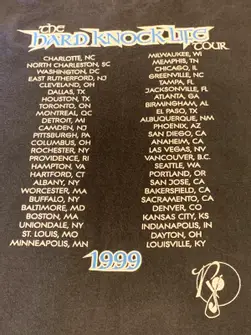 the
HARD KNOCK LIFE
TOUR
CHARLOTTE, NC
NORTH CHARLESTON, SC
WASHINGTON, DC
EAST RUTHERFORD, NJ
CLEVELAND, OH
DALLAS, TX
HOUSTON, TX
TORONTO, ON
MONTREAL, QC
DETROIT, MI
CAMDEN, NJ
PITTSBURGH, PA
COLUMBUS, OH
ROCHESTER, NY
PROVIDENCE, RI
HAMPTON, VA
HARTFORD, CT
ALBANY, NY
WORCESTER, MA
BUFFALO, NY
BALTIMORE, MD
BOSTON, MA
UNIONDALE, NY
ST. LOUIS, MO
MINNEAPOLIS, MN
MILWAUKEE, WI
MEMPHIS, TN
CHICAGO, IL
GREENVILLE, NC
TAMPA, FL
JACKSONVILLE, FL
ATLANTA, GA
BIRMINGHAM, AL
EL PASO, TX
ALBUQUERQUE, NM
PHOENIX, AZ
SAN DIEGO, CA
ANAHEIM, CA
LAS VEGAS, NV
VANCOUVER, B.C.
SEATTLE, WA
PORTLAND, OR
SAN JOSE, CA
BAKERSFIELD, CA
SACRAMENTO, CA
DENVER, CO
KANSAS CITY, KS
INDIANAPOLIS, IN
DAYTON, OH
LOUISVILLE, KY
1999